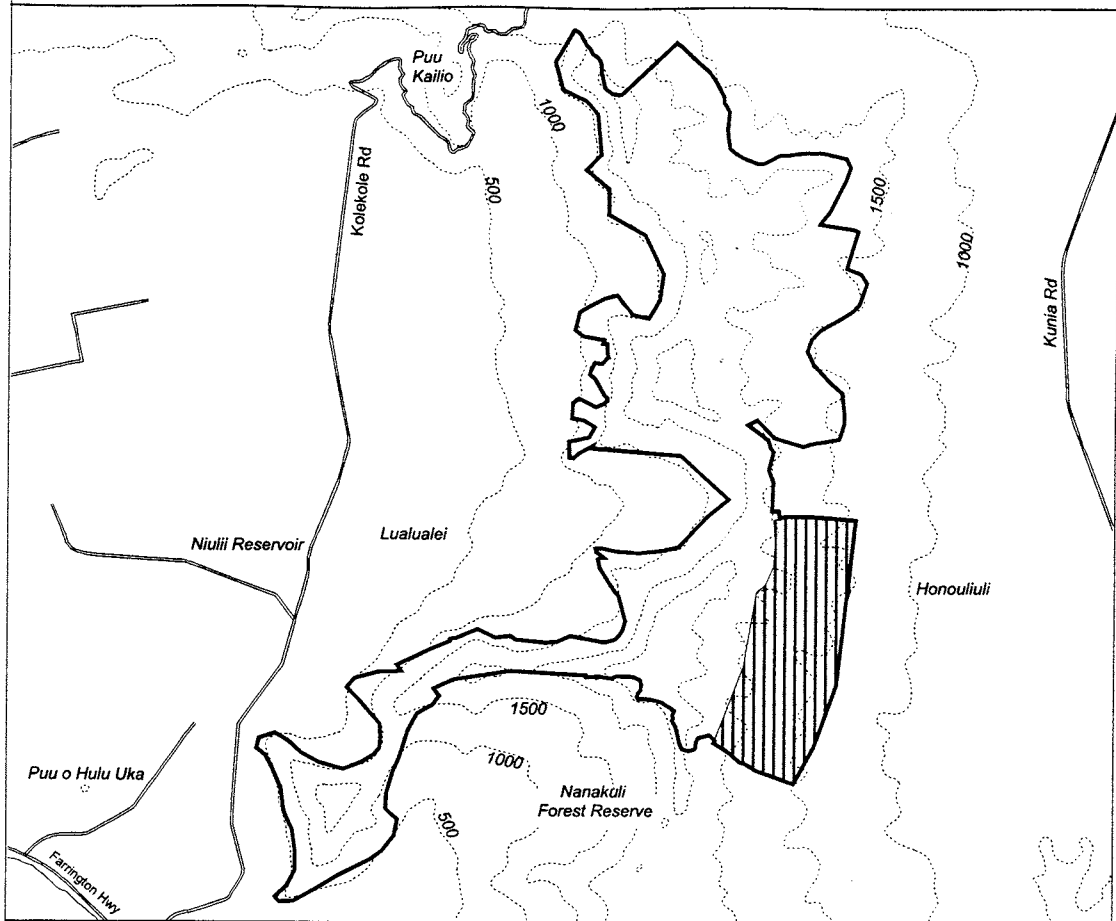 Puu
Kailio
1000
Kolekole Rd
500
1500
1000
Kunia Rd
Niulii Reservoir
Lualualei
Honouliuli
1500
1000
Puu o Hulu Uka
Nanakuli
Forest Reserve
500
Farrington Hwy